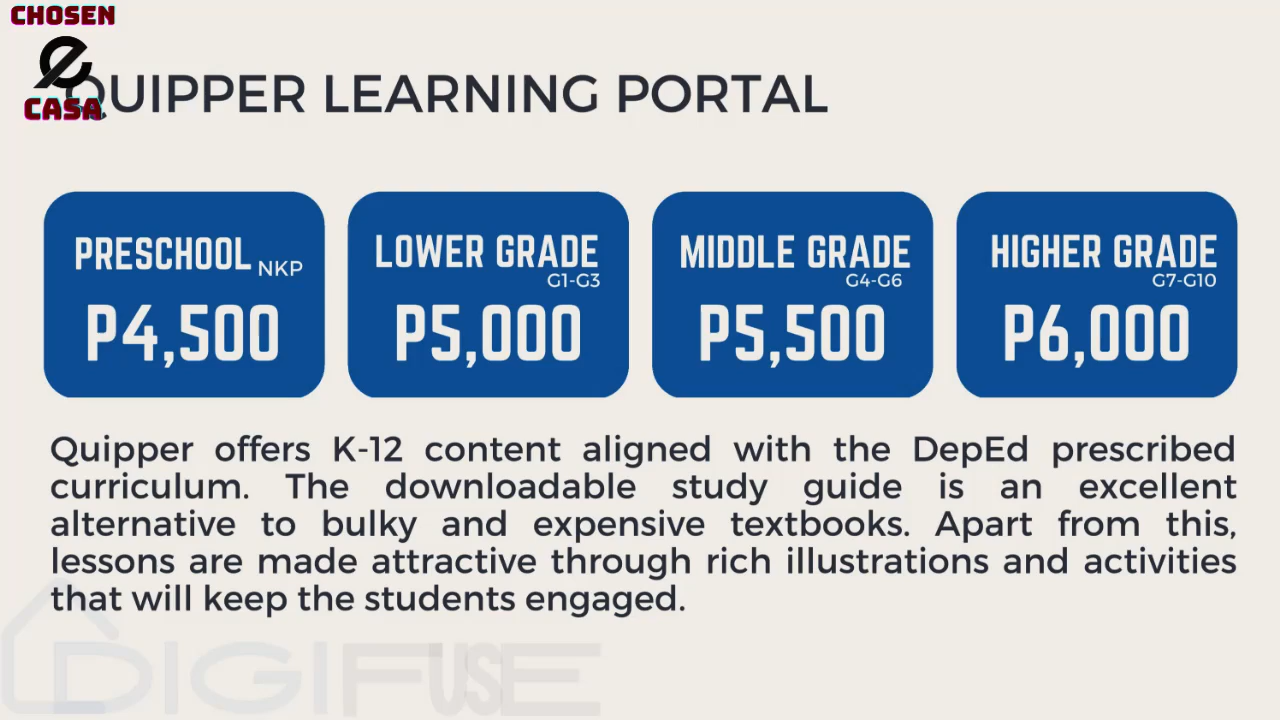 CHOSEN
CASA
QUIPPER LEARNING PORTAL
PRESCHOOL NKP
P4,500
LOWER GRADE
G1-G3
P5,000
MIDDLE GRADE
G4-G6
P5,500
HIGHER GRADE
G7-G10
P6,000
Quipper offers K-12 content aligned with the DepEd prescribed
curriculum. The downloadable study guide is an excellent
alternative to bulky and expensive textbooks. Apart from this,
lessons are made attractive through rich illustrations and activities
that will keep the students engaged.
DIGIFUSE